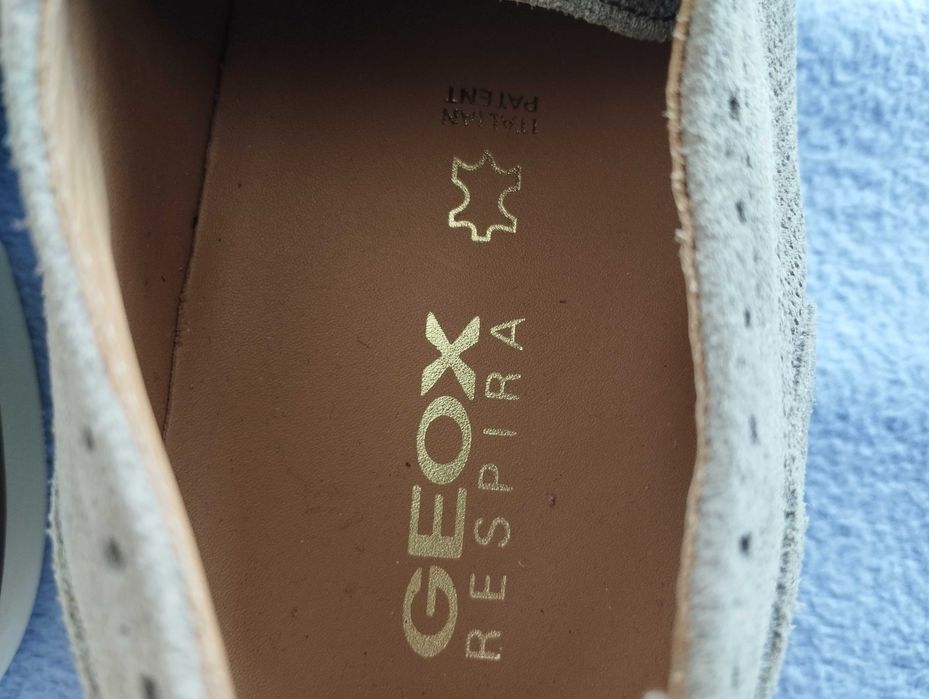 GEOX
RESPIRA
ITALIAN
PATENT